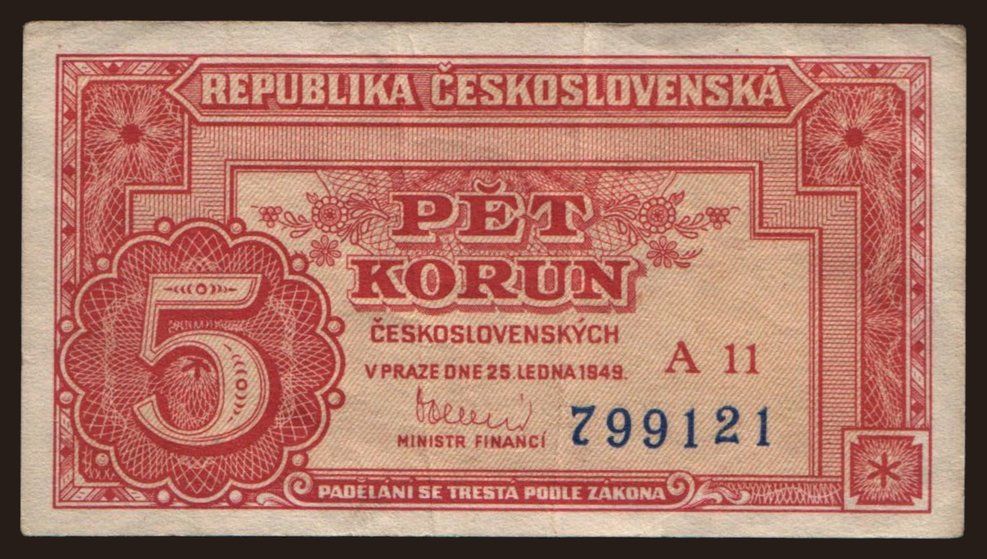 REPUBLIKA ČESKOSLOVENSKÁ
PĚT
KORUN
5
ČESKOSLOVENSKÝCH
V PRAZE DNE 25. LEDNA 1949.
A 11
799121
MINISTR FINANCÍ
PADĚLÁNÍ SE TRESTÁ PODLE ZÁKONA